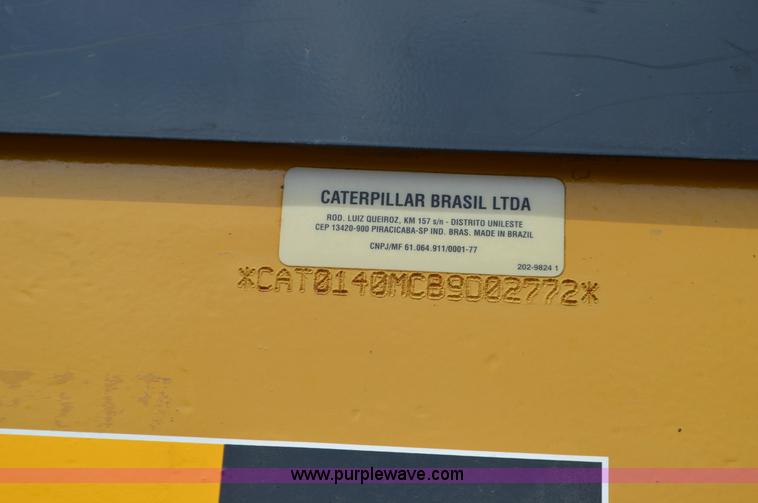 CATERPILLAR BRASIL LTDA
ROD. LUIZ QUEIROZ, KM 157 s/n - DISTRITO UNILESTE
CEP 13420-900 PIRACICABA-SP IND. BRAS. MADE IN BRAZIL
CNPJ/MF 61.064.911/0001-77
202-9824 1
*CAT0140MCB9D02772*
www.purplewave.com